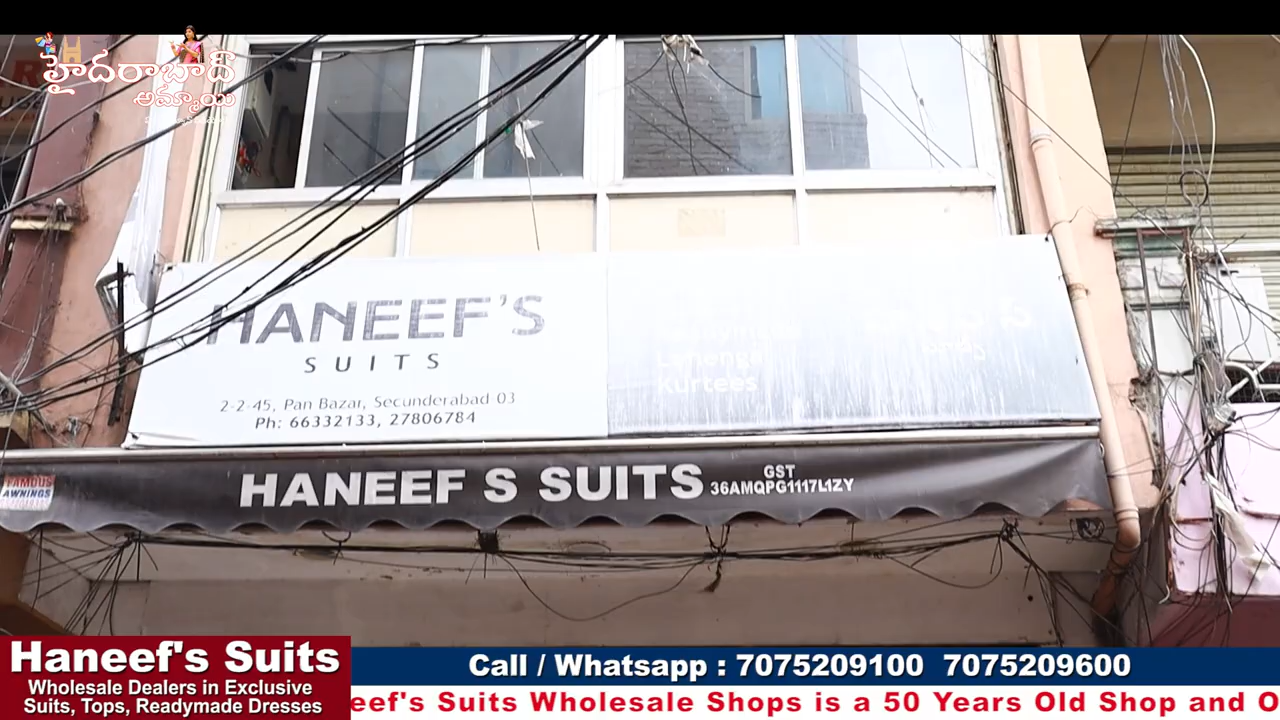 హైదరాబాద్
అమ్మాయి
HANEEF'S
SUITS
2-2-45, Pan Bazar, Secunderabad-03
Ph: 66332133, 27806784
Lehenga
Kurtees
FAMOUS
AWNINGS
HANEEF S SUITS
GST
36AMQPG1117L1ZY
Haneef's Suits
Wholesale Dealers in Exclusive
Suits, Tops, Readymade Dresses
Call / Whatsapp : 7075209100 7075209600
eef's Suits Wholesale Shops is a 50 Years Old Shop and O